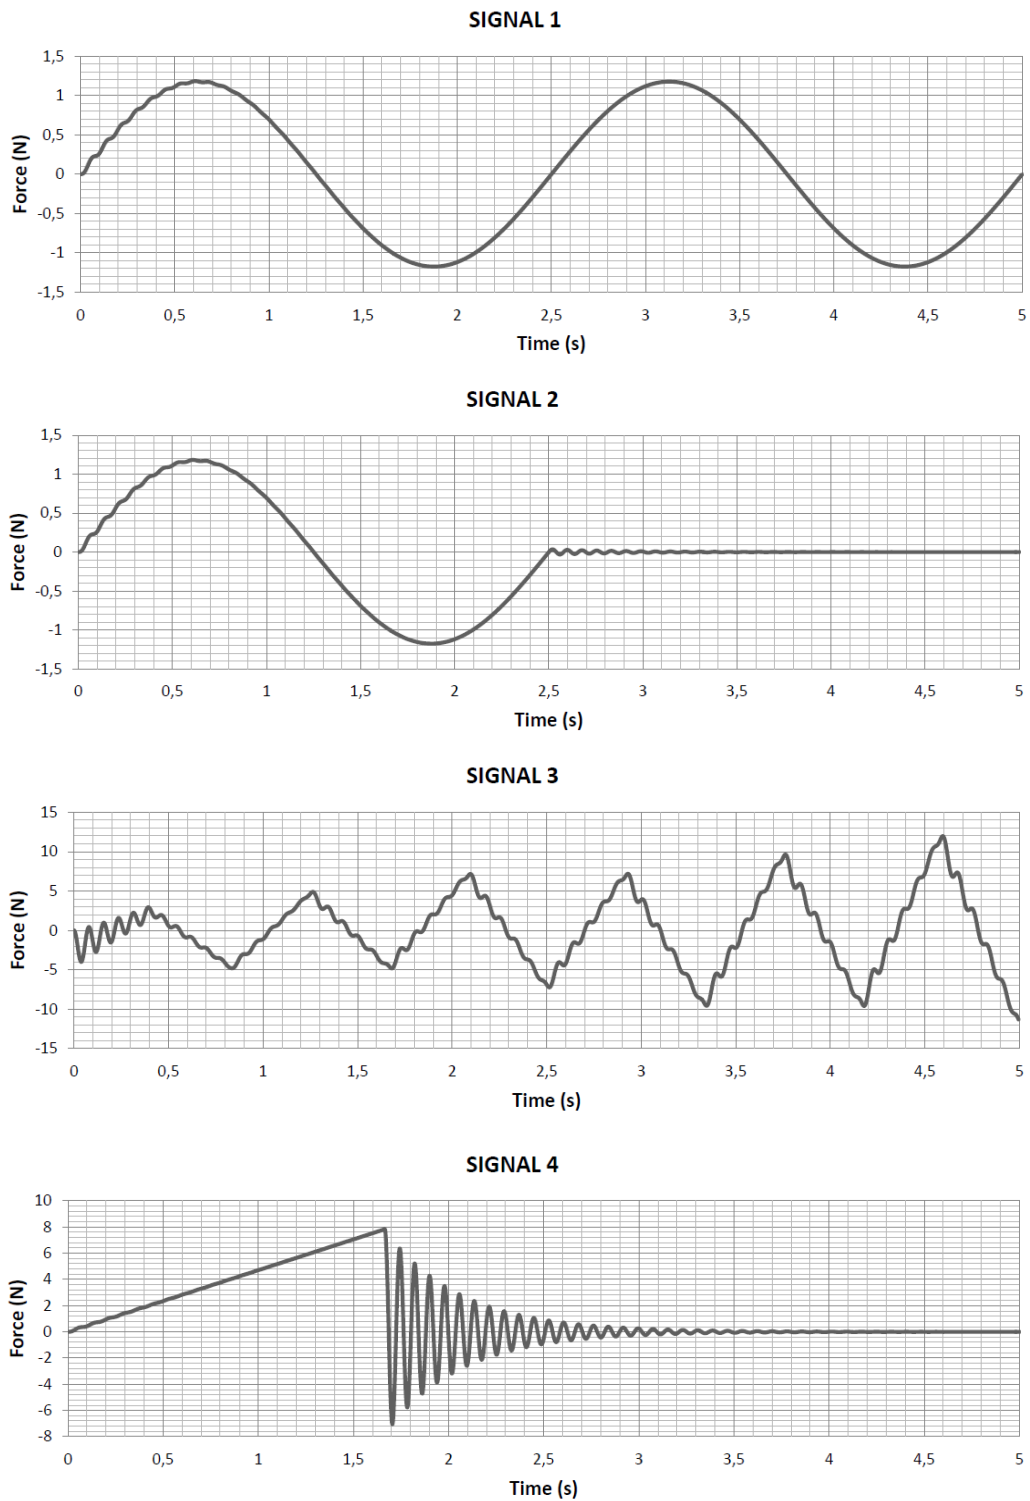 SIGNAL 1
1,5
1
0,5
0
-0,5
-1
-1,5
Force (N)
0 0,5 1 1,5 2 2,5 3 3,5 4 4,5 5
Time (s)
SIGNAL 2
1,5
1
0,5
0
-0,5
-1
-1,5
Force (N)
0 0,5 1 1,5 2 2,5 3 3,5 4 4,5 5
Time (s)
SIGNAL 3
15
10
5
0
-5
-10
-15
Force (N)
0 0,5 1 1,5 2 2,5 3 3,5 4 4,5 5
Time (s)
SIGNAL 4
10
8
6
4
2
0
-2
-4
-6
-8
Force (N)
0 0,5 1 1,5 2 2,5 3 3,5 4 4,5 5
Time (s)